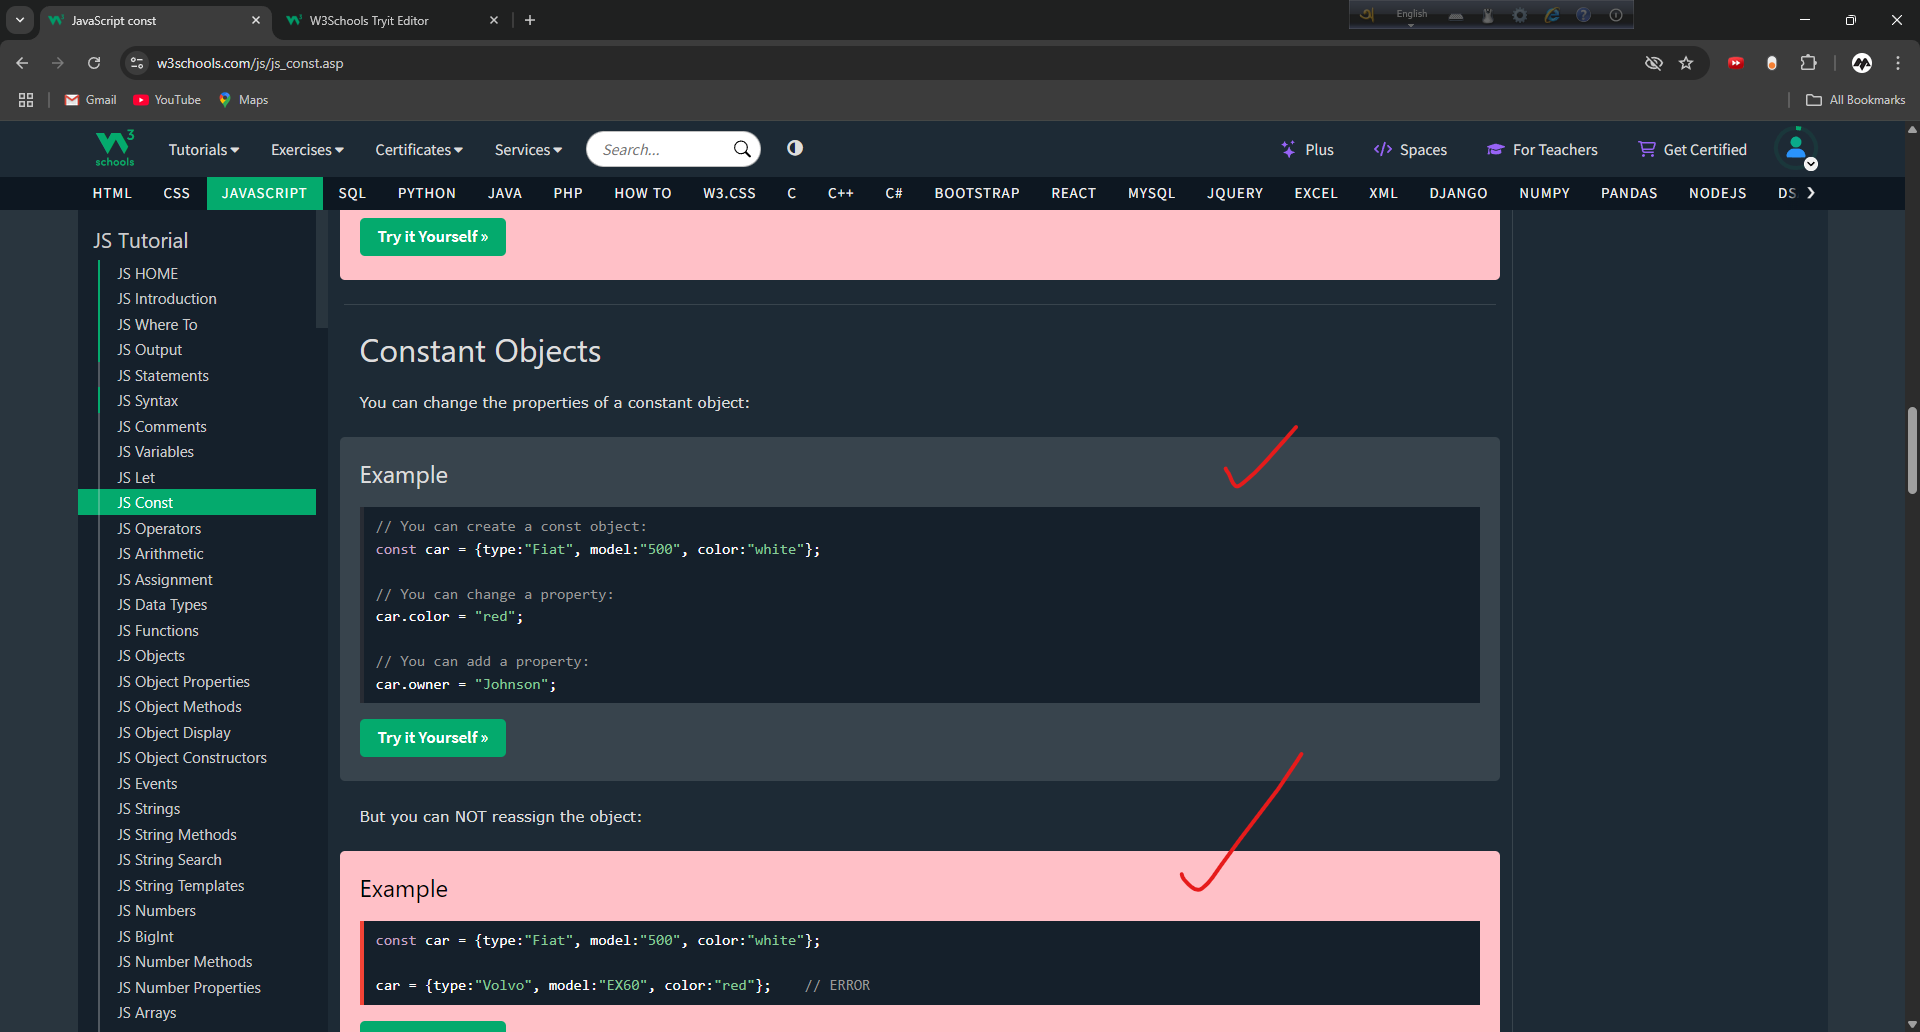 JavaScript const
W3Schools Tryit Editor
English
w3schools.com/js/js_const.asp
Gmail
YouTube
Maps
All Bookmarks
W3 schools
Tutorials
Exercises
Certificates
Services
Search...
Plus
Spaces
For Teachers
Get Certified
HTML CSS JAVASCRIPT SQL PYTHON JAVA PHP HOW TO W3.CSS C C++ C# BOOTSTRAP REACT MYSQL JQUERY EXCEL XML DJANGO NUMPY PANDAS NODEJS DS
JS Tutorial
JS HOME
JS Introduction
JS Where To
JS Output
JS Statements
JS Syntax
JS Comments
JS Variables
JS Let
JS Const
JS Operators
JS Arithmetic
JS Assignment
JS Data Types
JS Functions
JS Objects
JS Object Properties
JS Object Methods
JS Object Display
JS Object Constructors
JS Events
JS Strings
JS String Methods
JS String Search
JS String Templates
JS Numbers
JS BigInt
JS Number Methods
JS Number Properties
JS Arrays
Try it Yourself »
Constant Objects
You can change the properties of a constant object:
Example
// You can create a const object:
const car = {type:"Fiat", model:"500", color:"white"};
// You can change a property:
car.color = "red";
// You can add a property:
car.owner = "Johnson";
Try it Yourself »
But you can NOT reassign the object:
Example
const car = {type:"Fiat", model:"500", color:"white"};
car = {type:"Volvo", model:"EX60", color:"red"};    // ERROR